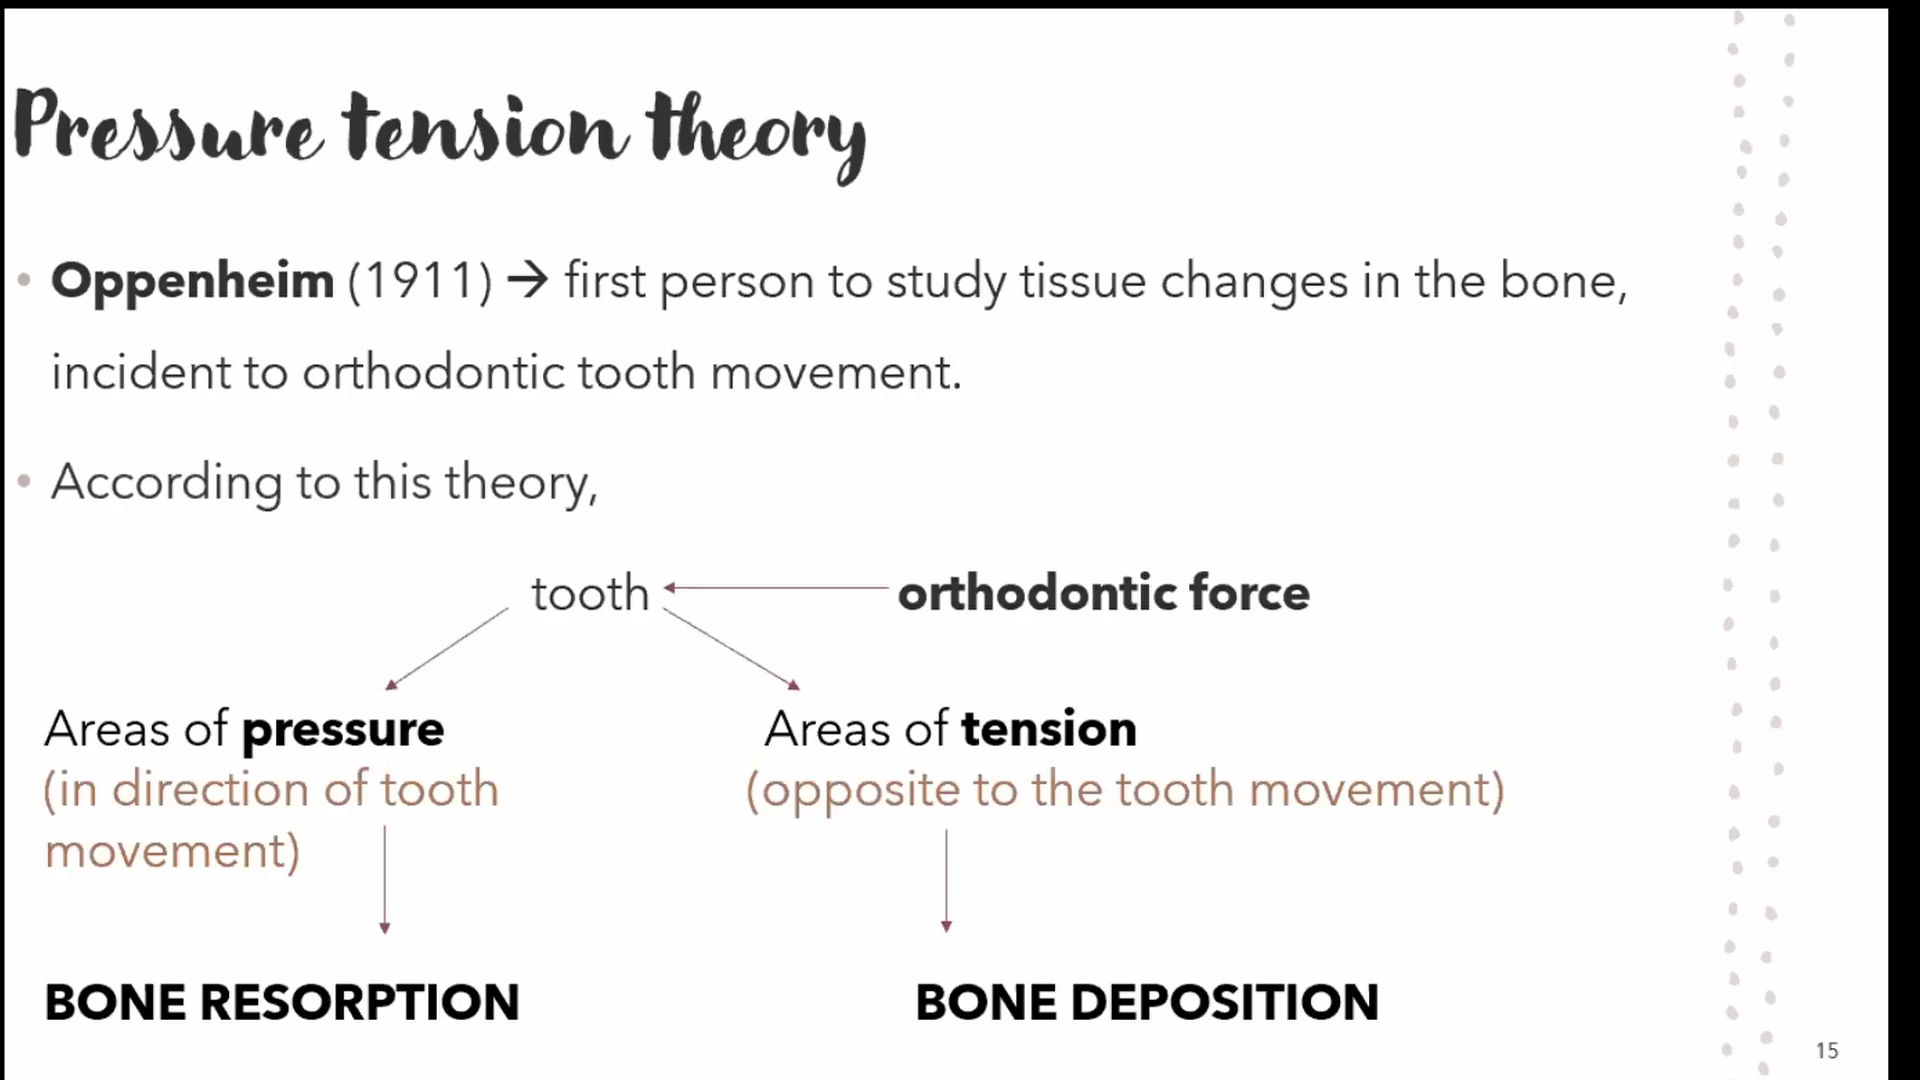 Pressure tension theory
• Oppenheim (1911) → first person to study tissue changes in the bone,
incident to orthodontic tooth movement.
• According to this theory,
tooth orthodontic force
Areas of pressure
(in direction of tooth
movement)
Areas of tension
(opposite to the tooth movement)
BONE RESORPTION
BONE DEPOSITION
15